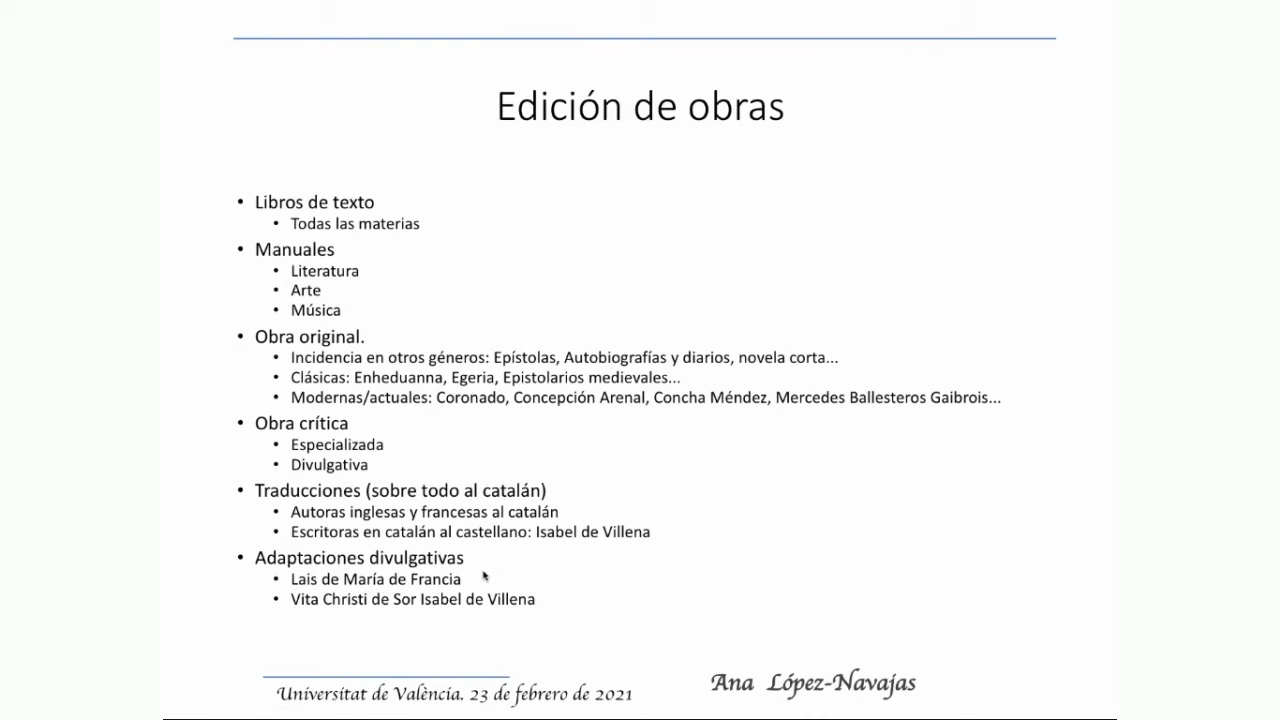 Edición de obras
• Libros de texto
• Todas las materias
• Manuales
• Literatura
• Arte
• Música
• Obra original.
• Incidencia en otros géneros: Epístolas, Autobiografías y diarios, novela corta...
• Clásicas: Enheduanna, Egeria, Epistolarios medievales...
• Modernas/actuales: Coronado, Concepción Arenal, Concha Méndez, Mercedes Ballesteros Gaibrois...
• Obra crítica
• Especializada
• Divulgativa
• Traducciones (sobre todo al catalán)
• Autoras inglesas y francesas al catalán
• Escritoras en catalán al castellano: Isabel de Villena
• Adaptaciones divulgativas
• Lais de María de Francia
• Vita Christi de Sor Isabel de Villena
Universitat de València. 23 de febrero de 2021
Ana López-Navajas